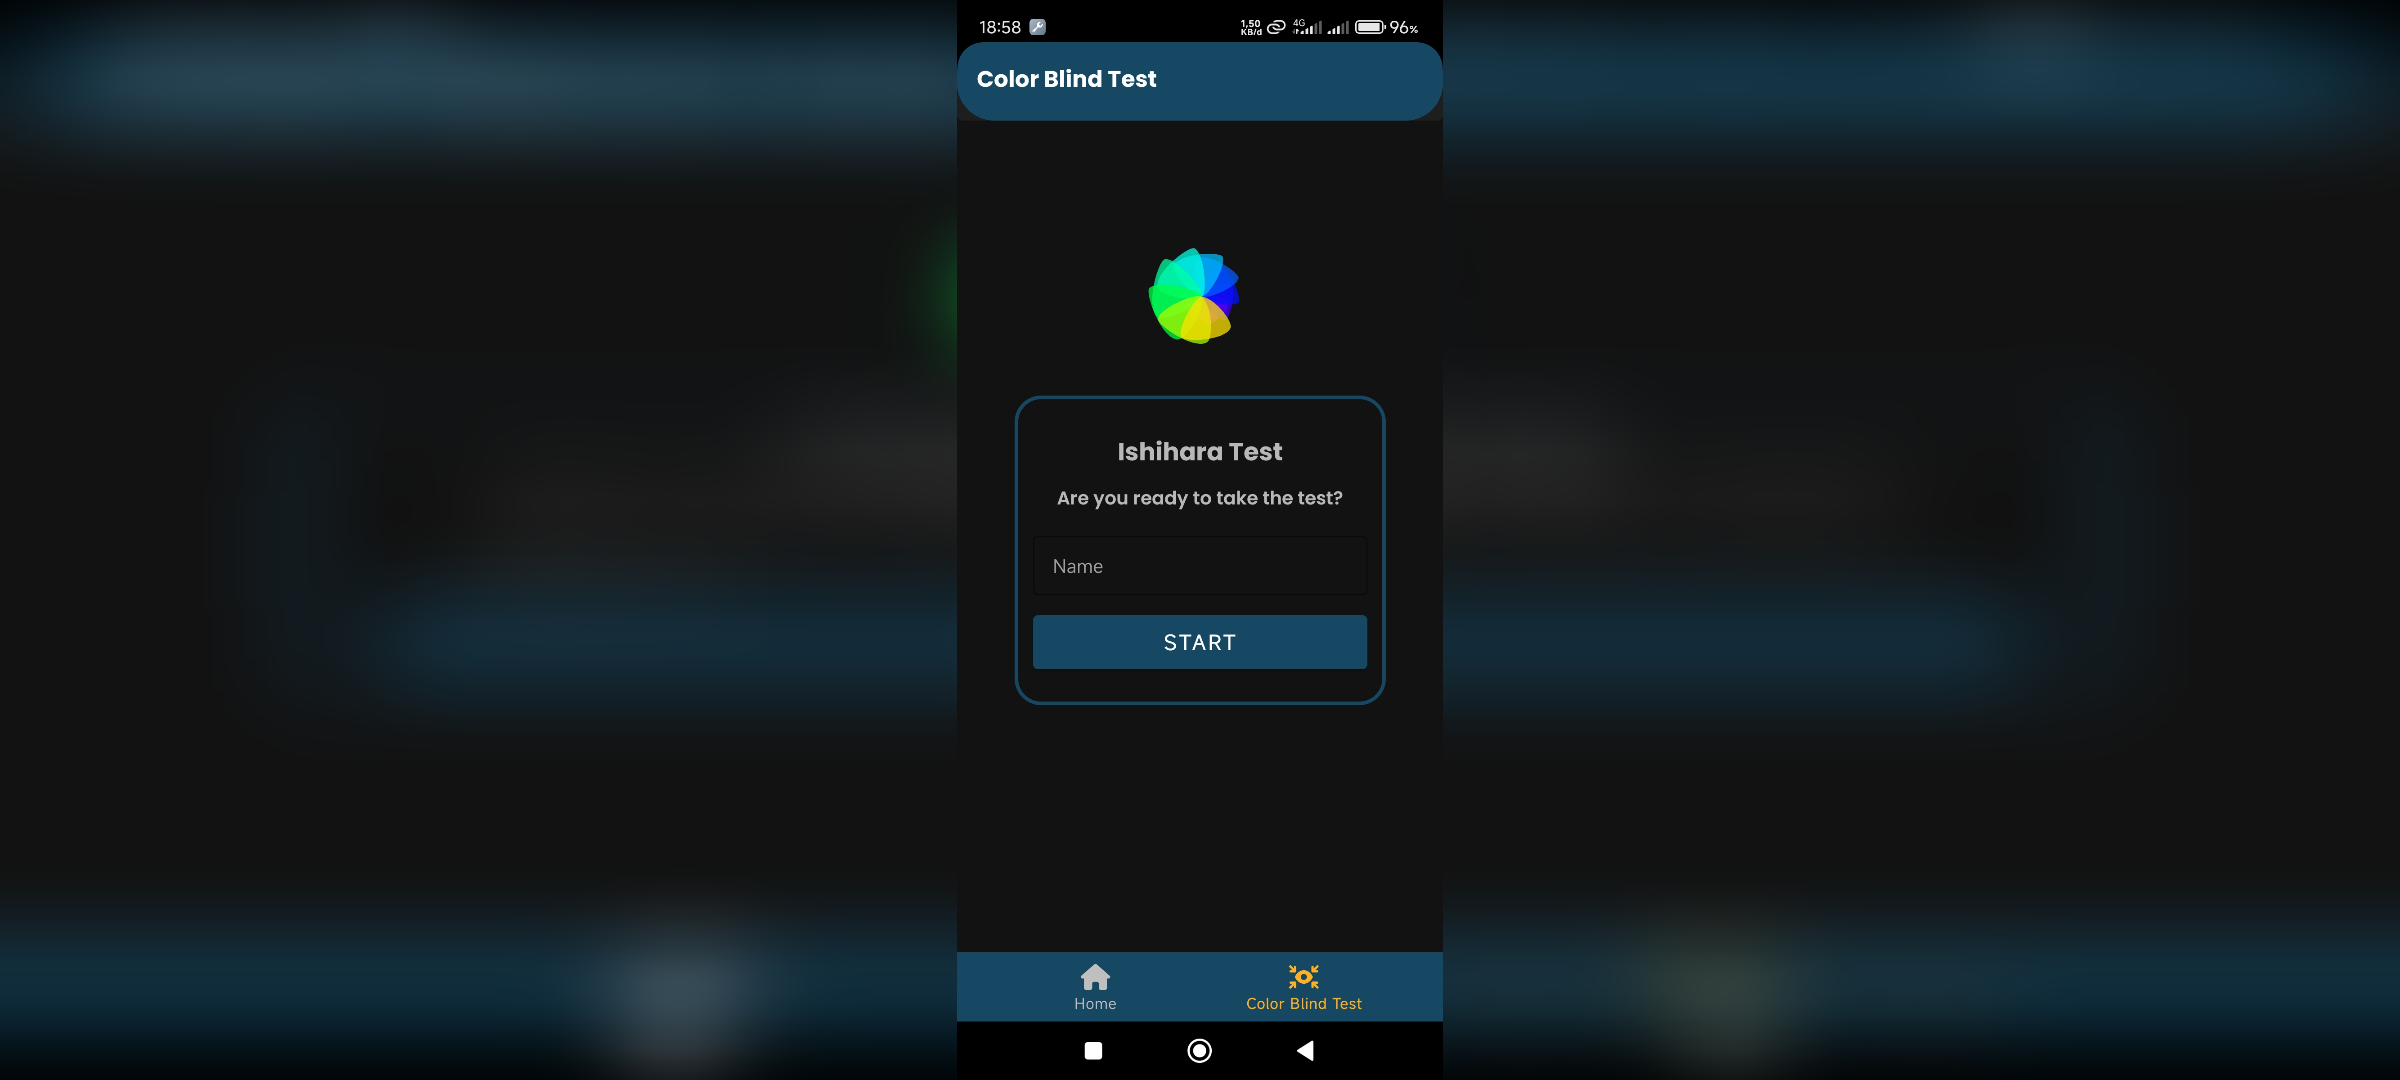 18:58
1,50
KB/d
4G
96%
Color Blind Test
Ishihara Test
Are you ready to take the test?
Name
START
Home
Color Blind Test